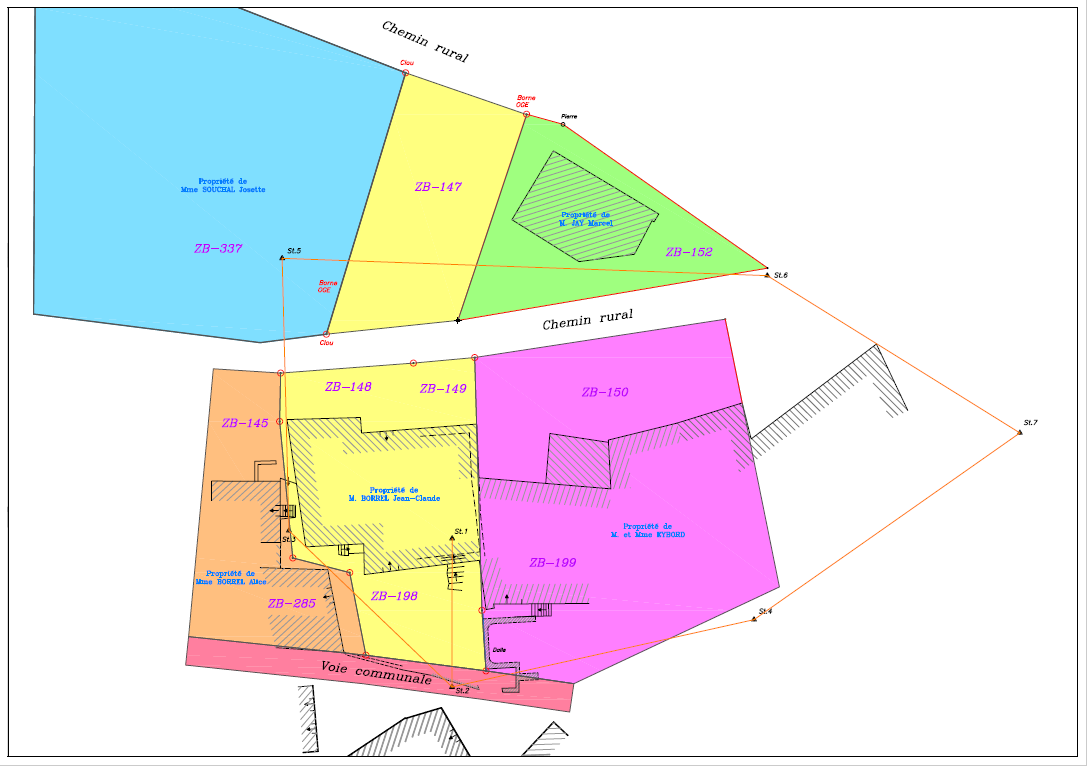 Chemin rural
Clou
Borne
OGE
Pierre
Propriété de
Mme SOUCHAL Josette
ZB-147
Propriété de
M. JAY Marcel
ZB-337
St.5
ZB-152
St.6
Borne
OGE
Chemin rural
Clou
ZB-148
ZB-149
ZB-150
ZB-145
St.7
Propriété de
M. BORREL Jean-Claude
Propriété de
M. et Mme EYBORD
St.1
St.3
ZB-199
Propriété de
Mme BORREL Alice
ZB-285
ZB-198
St.4
Dalle
Voie communale
St.2